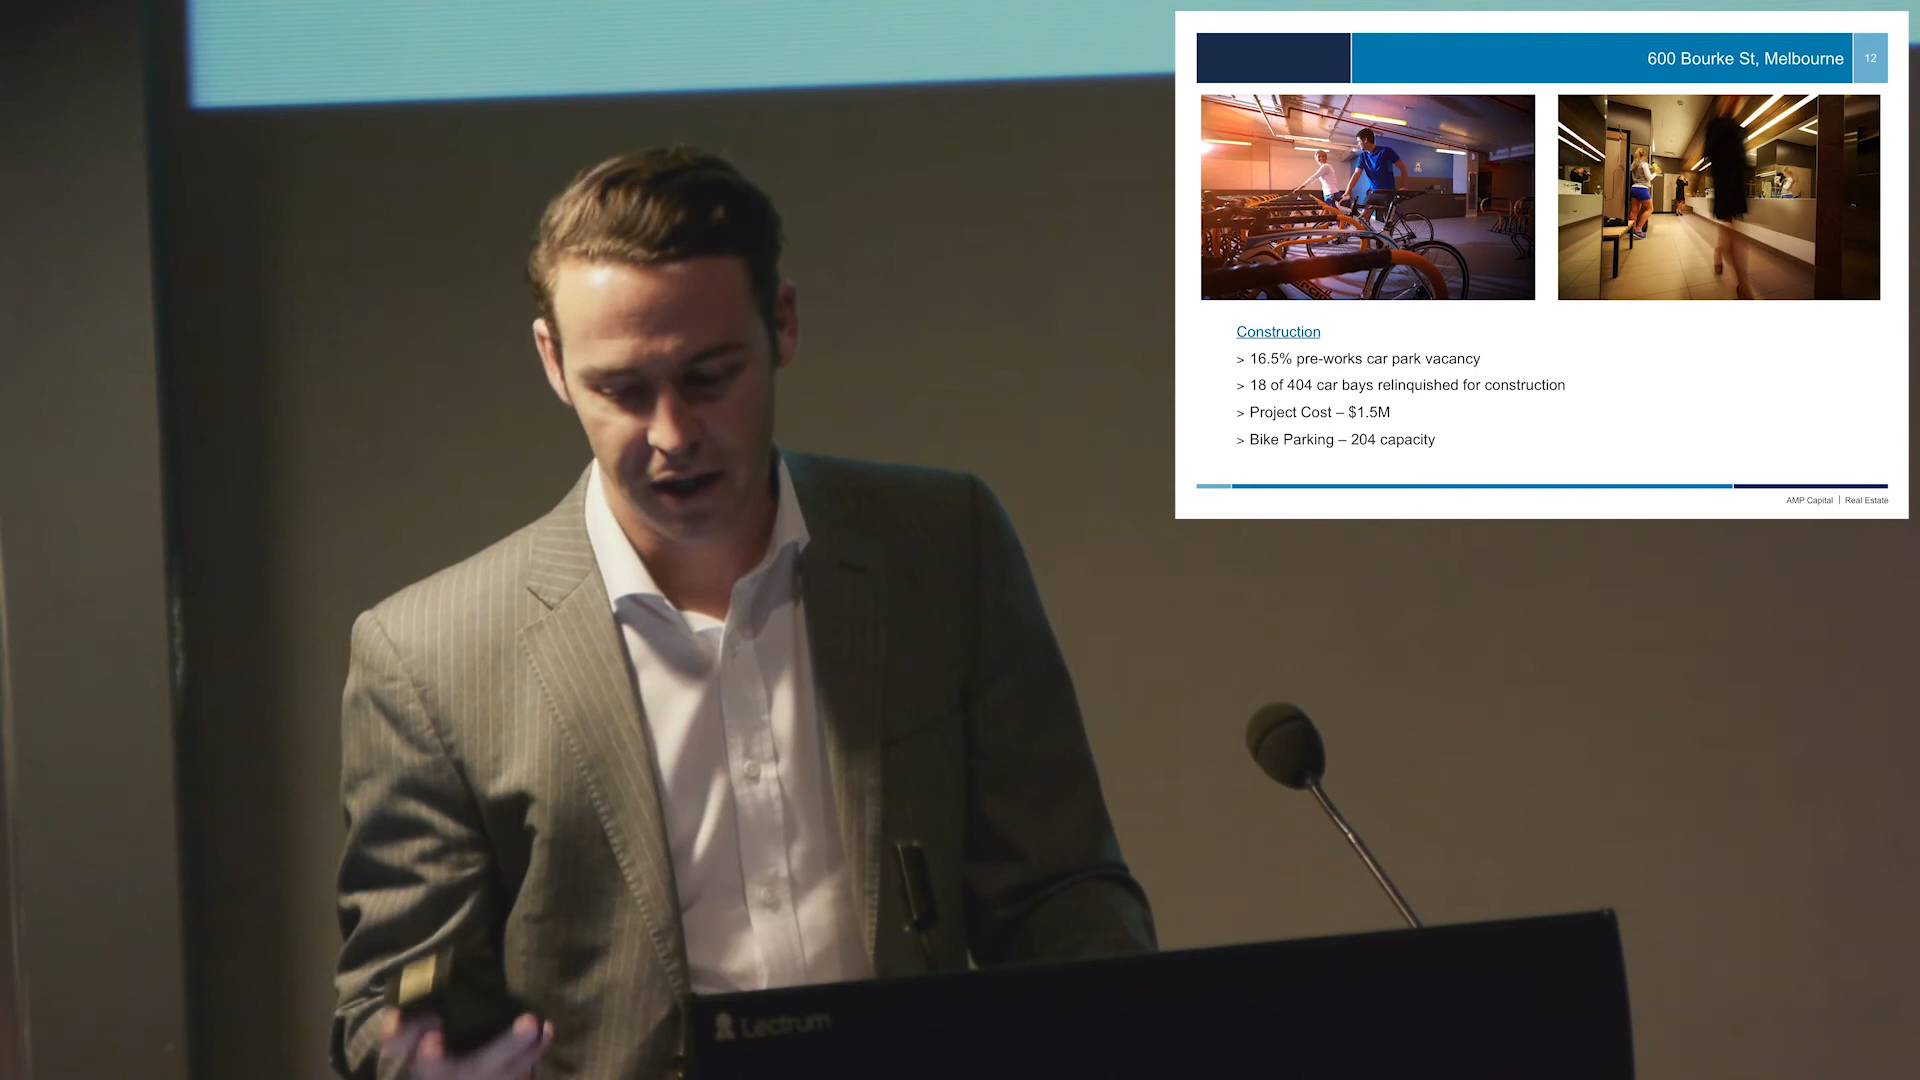 600 Bourke St, Melbourne 12
Construction
> 16.5% pre-works car park vacancy
> 18 of 404 car bays relinquished for construction
> Project Cost – $1.5M
> Bike Parking – 204 capacity
AMP Capital | Real Estate
Lectrum